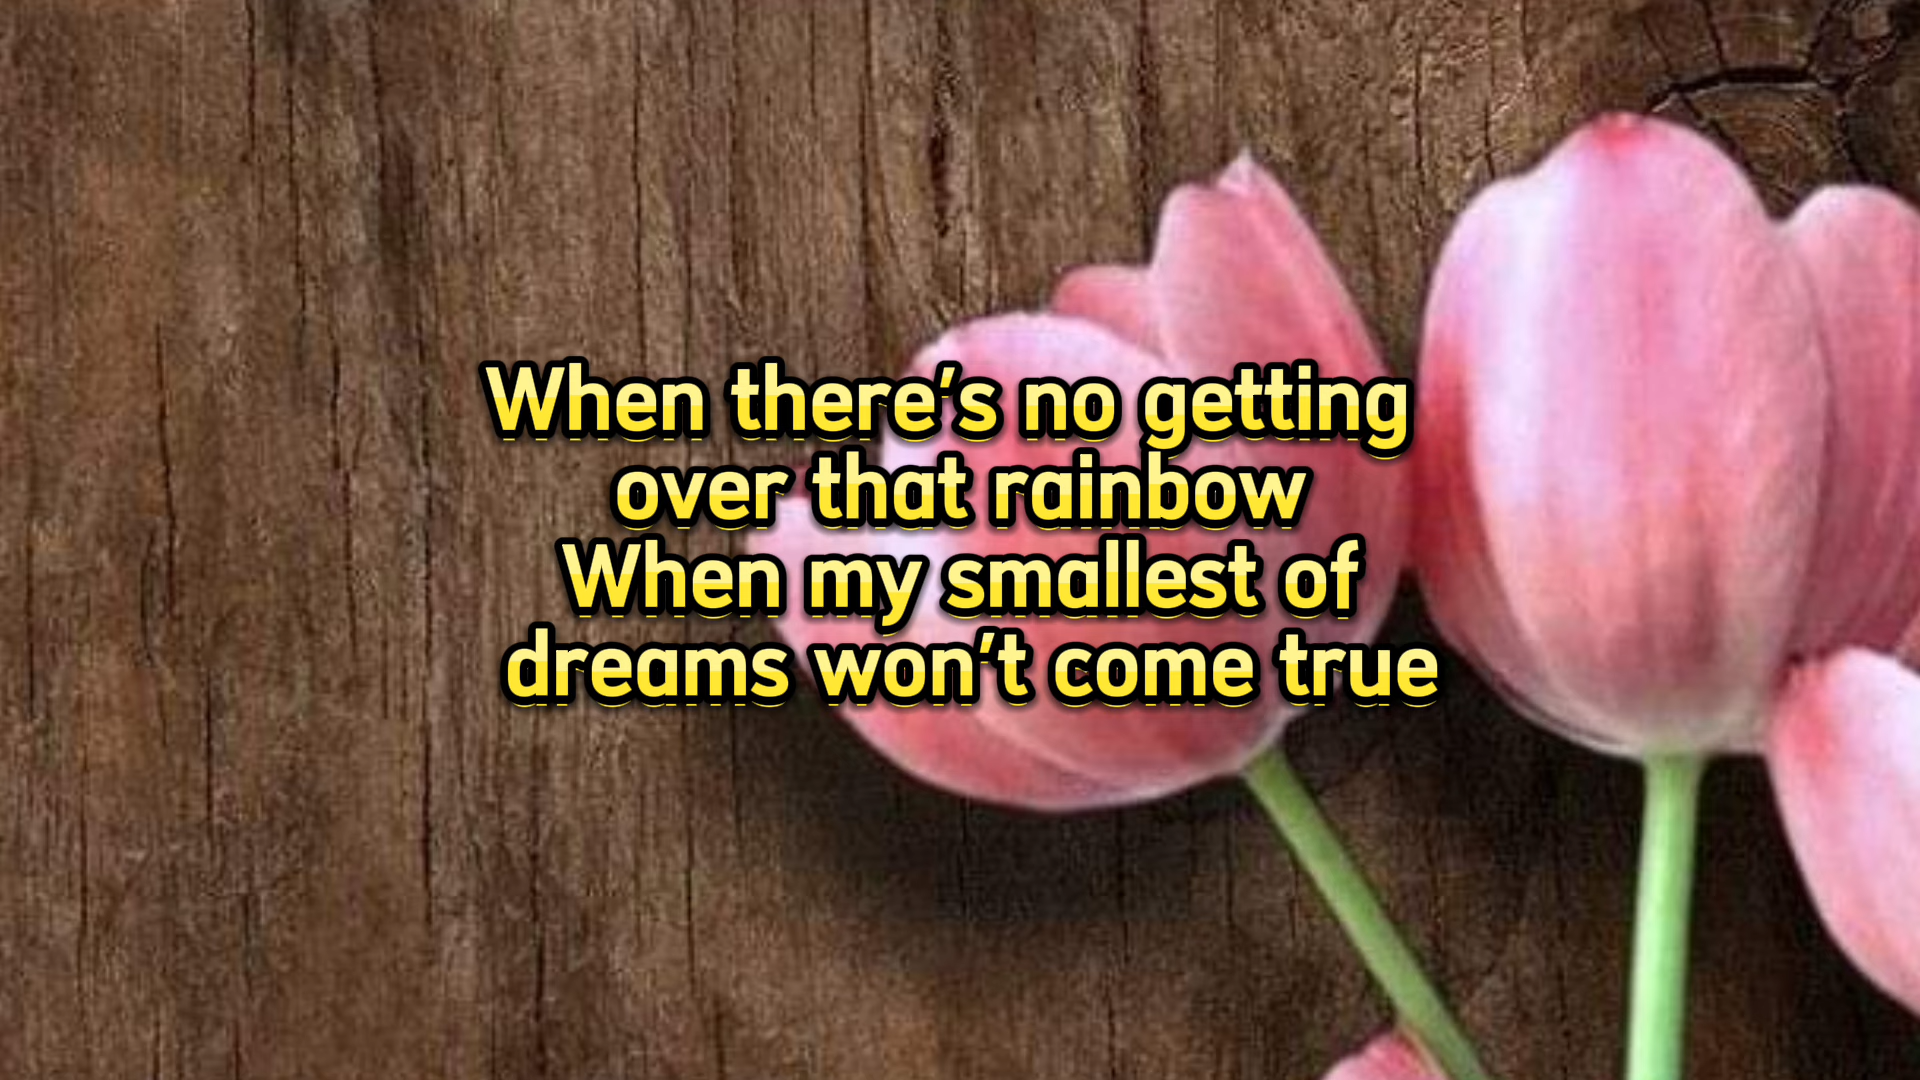 When there's no getting
over that rainbow
When my smallest of
dreams won't come true